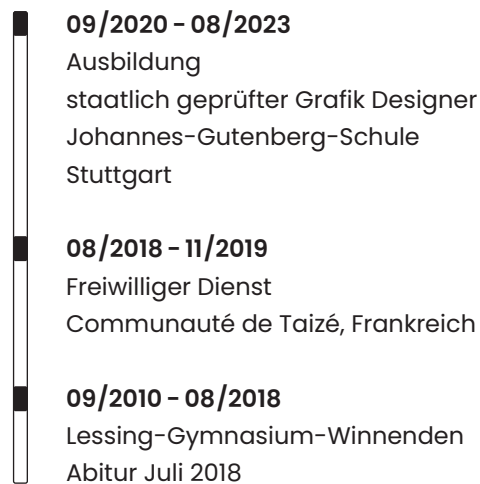 09/2020 - 08/2023
Ausbildung
staatlich geprüfter Grafik Designer
Johannes-Gutenberg-Schule
Stuttgart
08/2018 - 11/2019
Freiwilliger Dienst
Communauté de Taizé, Frankreich
09/2010 - 08/2018
Lessing-Gymnasium-Winnenden
Abitur Juli 2018